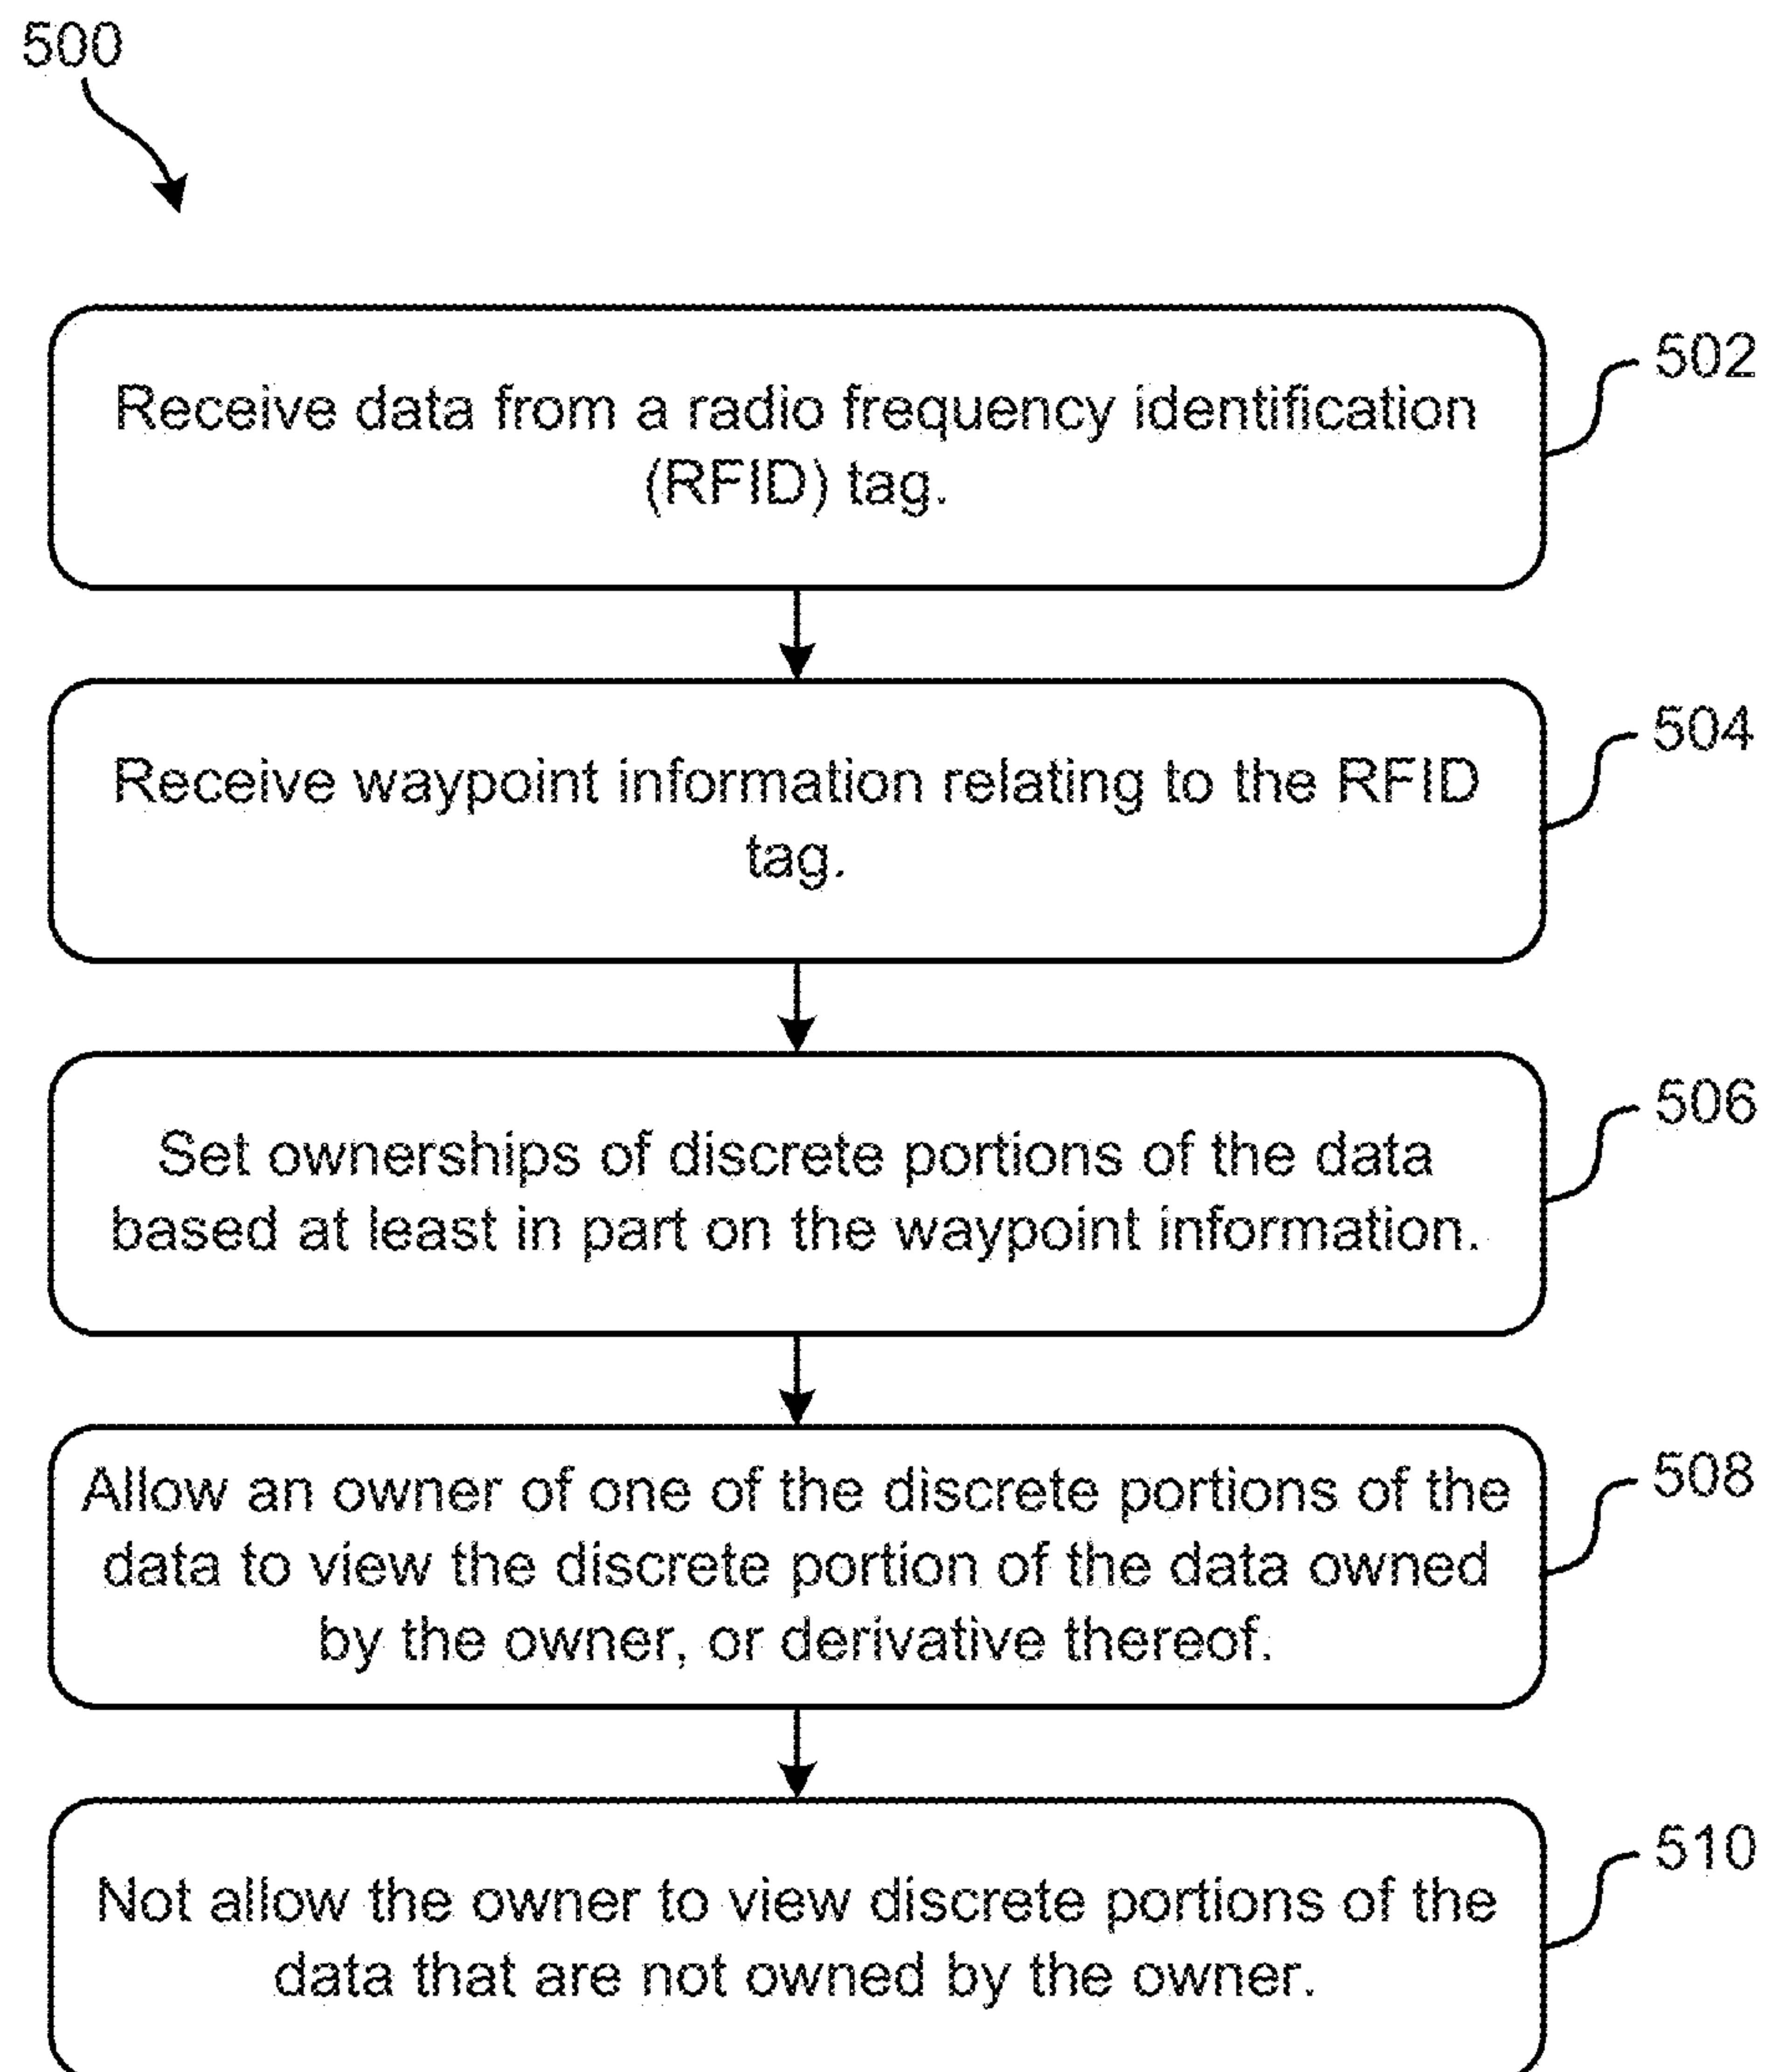 500
502
Receive data from a radio frequency identification
(RFID) tag.
504
Receive waypoint information relating to the RFID
tag.
506
Set ownerships of discrete portions of the data
based at least in part on the waypoint information.
508
Allow an owner of one of the discrete portions of the
data to view the discrete portion of the data owned
by the owner, or derivative thereof.
510
Not allow the owner to view discrete portions of the
data that are not owned by the owner.